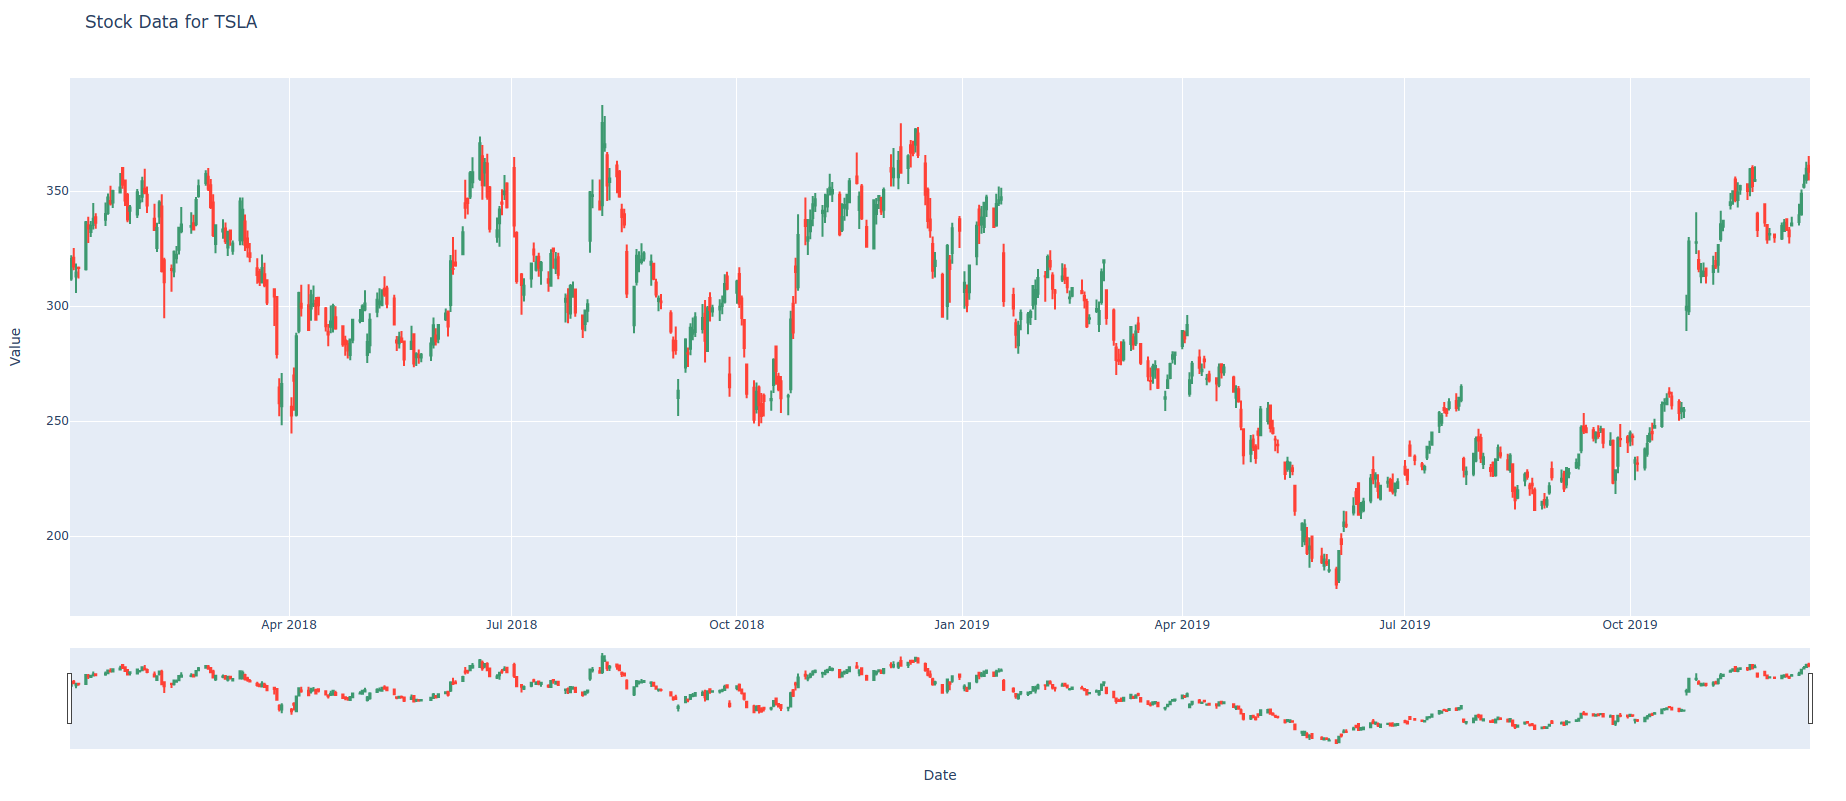 Stock Data for TSLA
Value
350
300
250
200
Apr 2018
Jul 2018
Oct 2018
Jan 2019
Apr 2019
Jul 2019
Oct 2019
Date